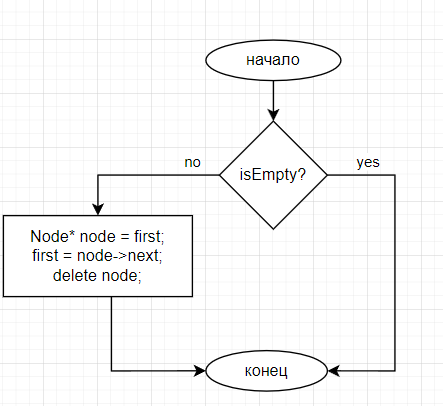 начало
isEmpty?
no
yes
Node* node = first;
first = node->next;
delete node;
конец